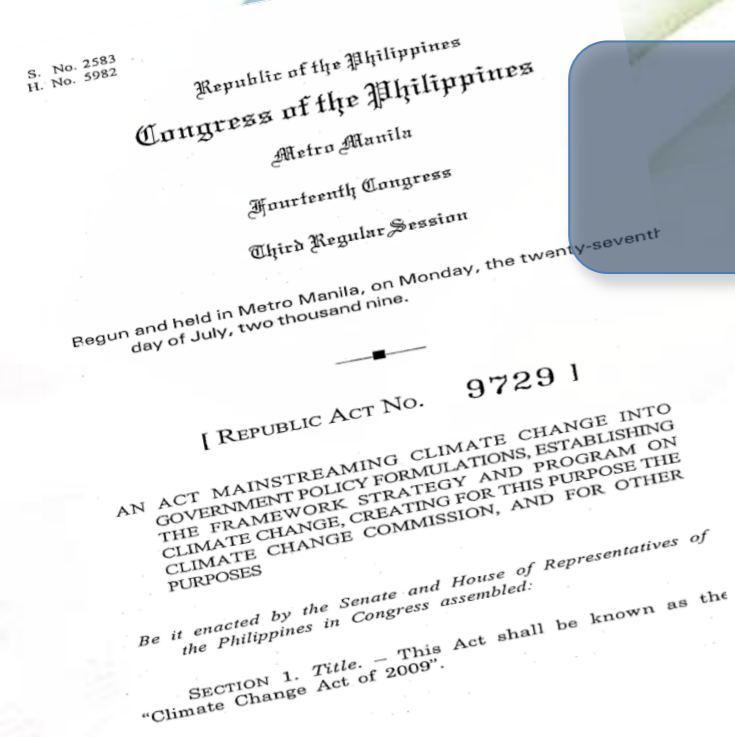 S. No. 2583
H. No. 5982
Republic of the Philippines
Congress of the Philippines
Metro Manila
Fourteenth Congress
Third Regular Session
Begun and held in Metro Manila, on Monday, the twenty-seventh
day of July, two thousand nine.
[ REPUBLIC ACT NO. 9729 ]
AN ACT MAINSTREAMING CLIMATE CHANGE INTO
GOVERNMENT POLICY FORMULATIONS, ESTABLISHING
THE FRAMEWORK STRATEGY AND PROGRAM ON
CLIMATE CHANGE, CREATING FOR THIS PURPOSE THE
CLIMATE CHANGE COMMISSION, AND FOR OTHER
PURPOSES
Be it enacted by the Senate and House of Representatives of
the Philippines in Congress assembled:
SECTION 1. Title. – This Act shall be known as the
“Climate Change Act of 2009”.